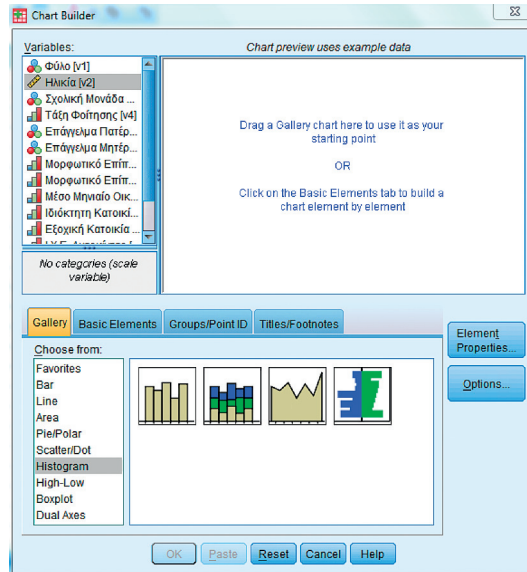 Chart Builder
Variables:
Chart preview uses example data
Φύλο [v1]
Ηλικία [v2]
Σχολική Μονάδα ...
Τάξη Φοίτησης [v4]
Επάγγελμα Πατέρ...
Επάγγελμα Μητέρ...
Μορφωτικό Επίπ...
Μορφωτικό Επίπ...
Μέσο Μηνιαίο Οικ...
Ιδιόκτητη Κατοικί...
Εξοχική Κατοικία ...
Drag a Gallery chart here to use it as your
starting point
OR
Click on the Basic Elements tab to build a
chart element by element
No categories (scale
variable)
Gallery Basic Elements Groups/Point ID Titles/Footnotes
Choose from:
Favorites
Bar
Line
Area
Pie/Polar
Scatter/Dot
Histogram
High-Low
Boxplot
Dual Axes
Element
Properties...
Options...
OK Paste Reset Cancel Help